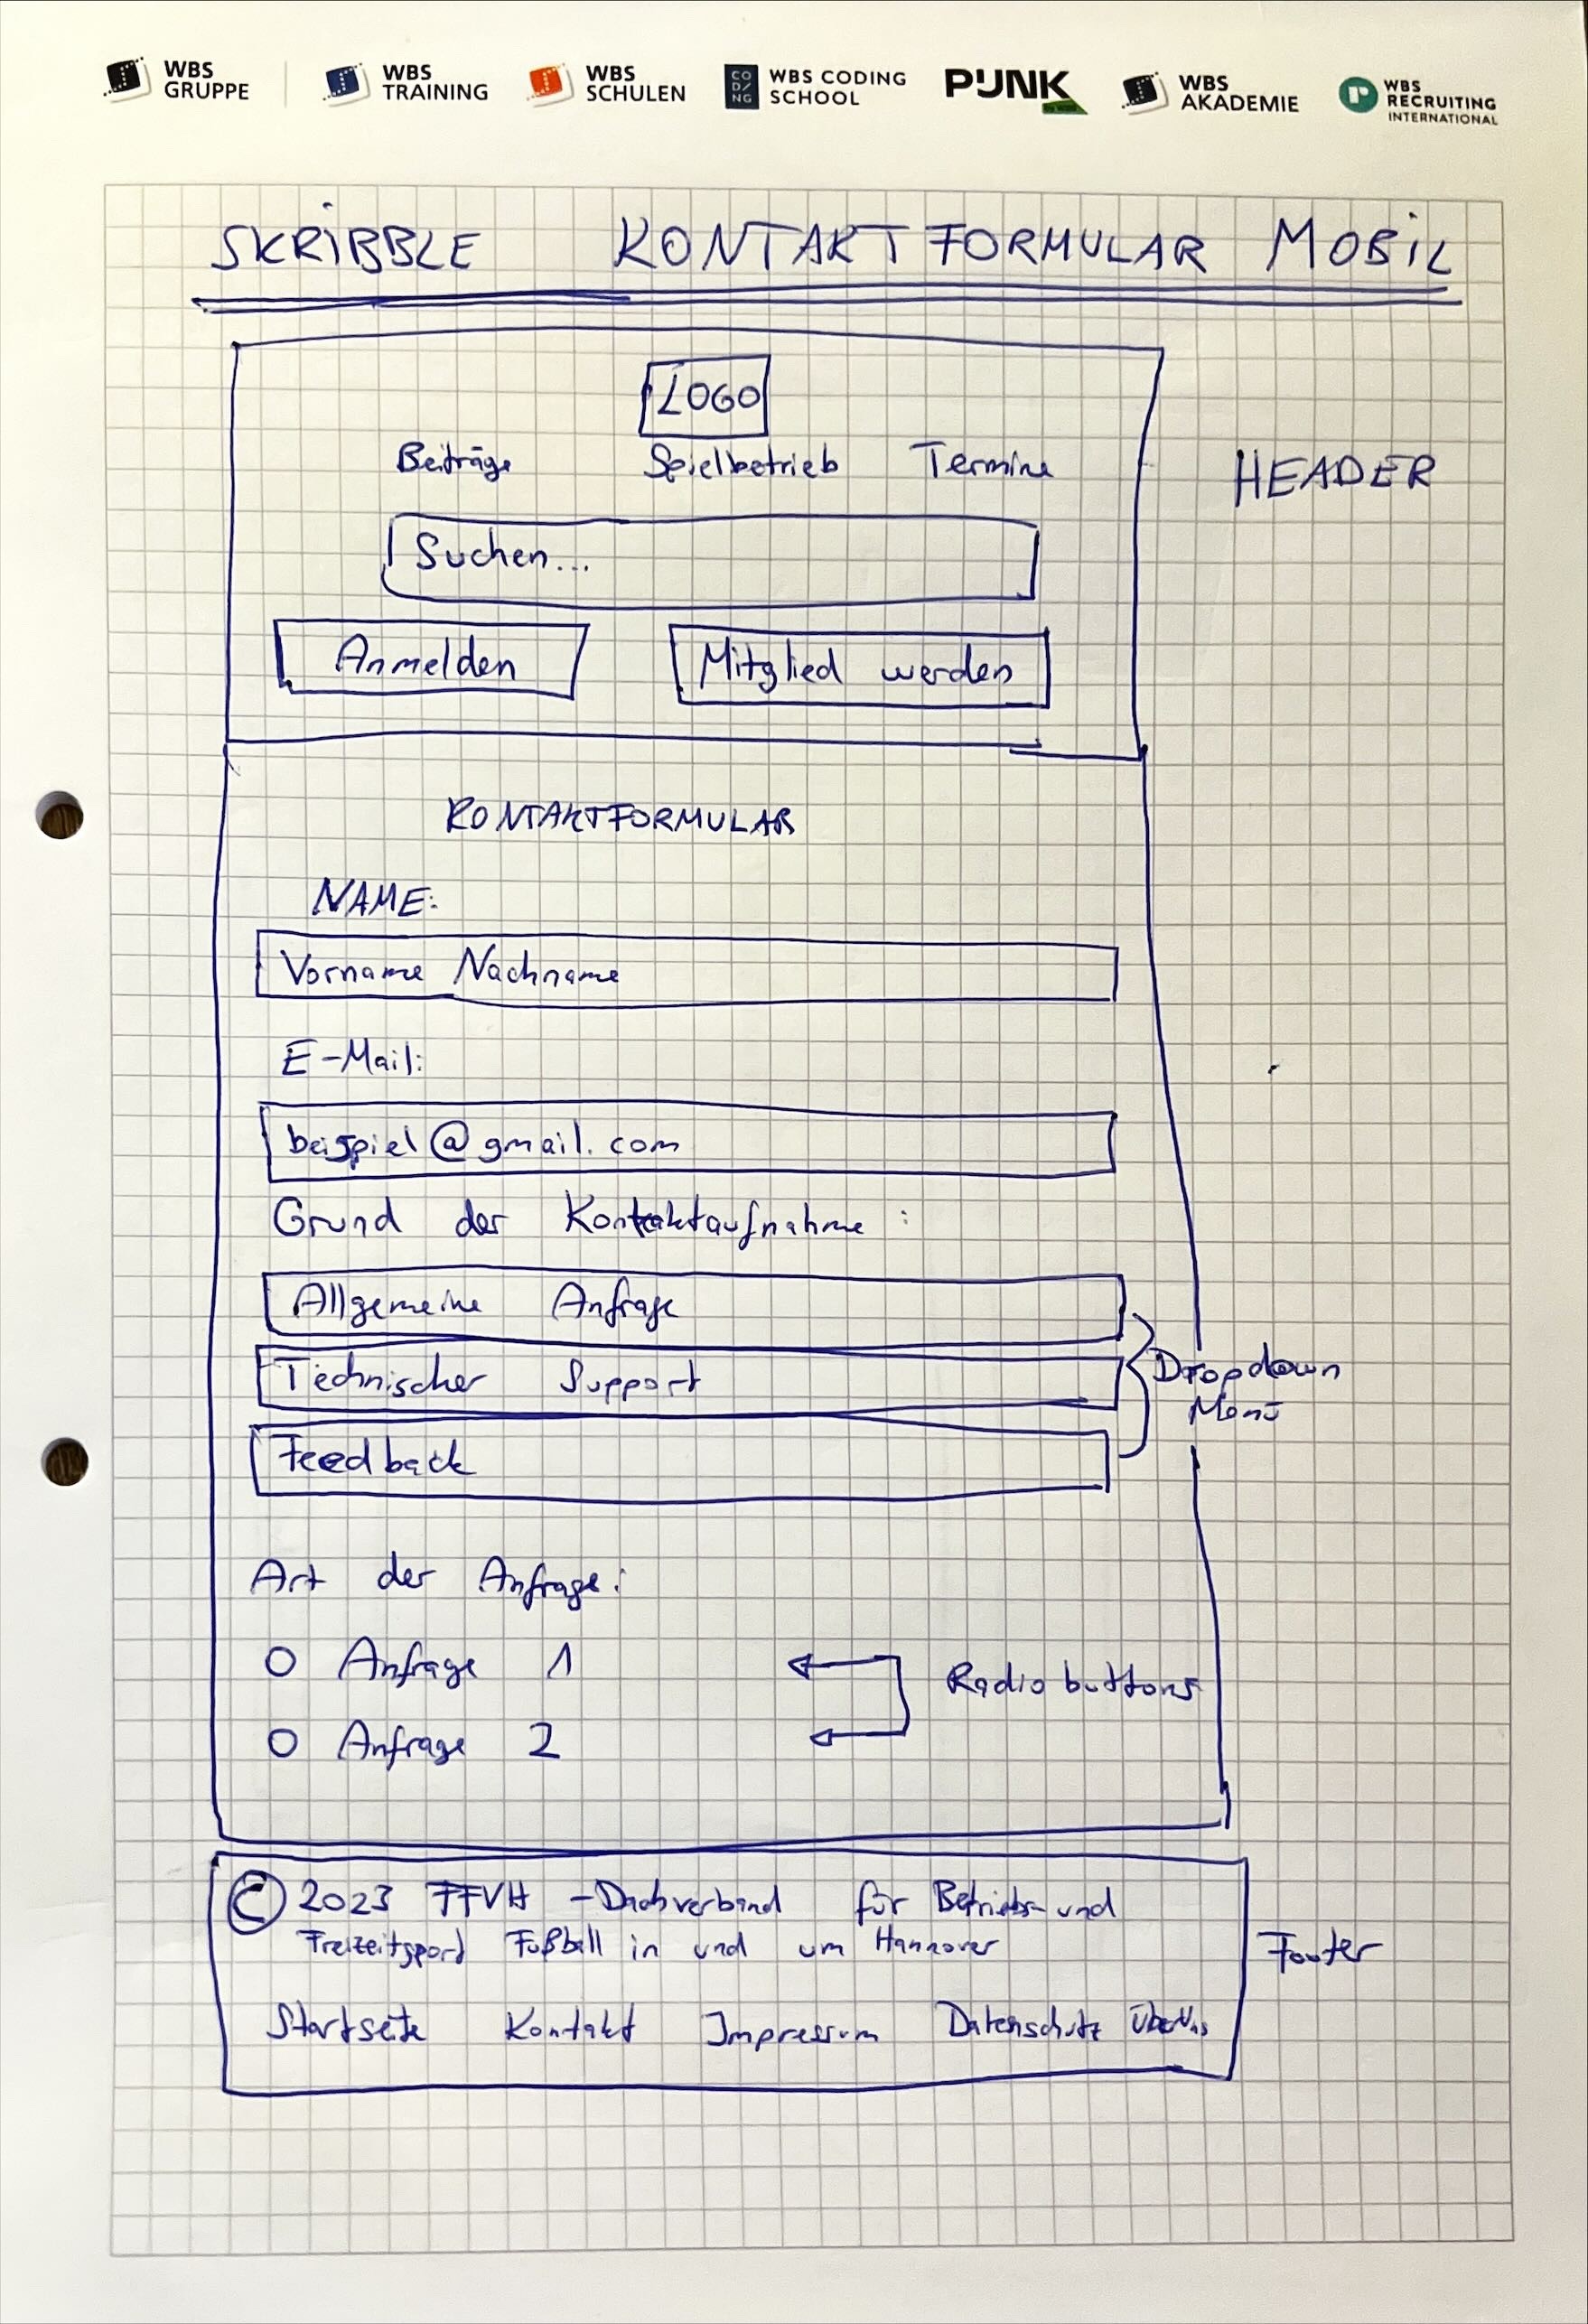 WBS GRUPPE
WBS TRAINING
WBS SCHULEN
CO D/ NG
WBS CODING SCHOOL
PUNK
WBS AKADEMIE
WBS RECRUITING INTERNATIONAL
SKRIBBLE KONTAKTFORMULAR MOBIL
LOGO
Beiträge Spielbetrieb Termine
HEADER
Suchen...
Anmelden Mitglied werden
KONTAKTFORMULAR
NAME:
Vorname Nachname
E-Mail:
beispiel@gmail.com
Grund der Kontaktaufnahme:
Allgemeine Anfrage
Technischer Support
Dropdown
Menü
Feedback
Art der Anfrage:
O Anfrage 1
Radiobuttons
O Anfrage 2
© 2023 FFVH - Dachverband für Betriebs- und
Freizeitsport Fußball in und um Hannover
Footer
Startseite Kontakt Impressum Datenschutz Über Uns